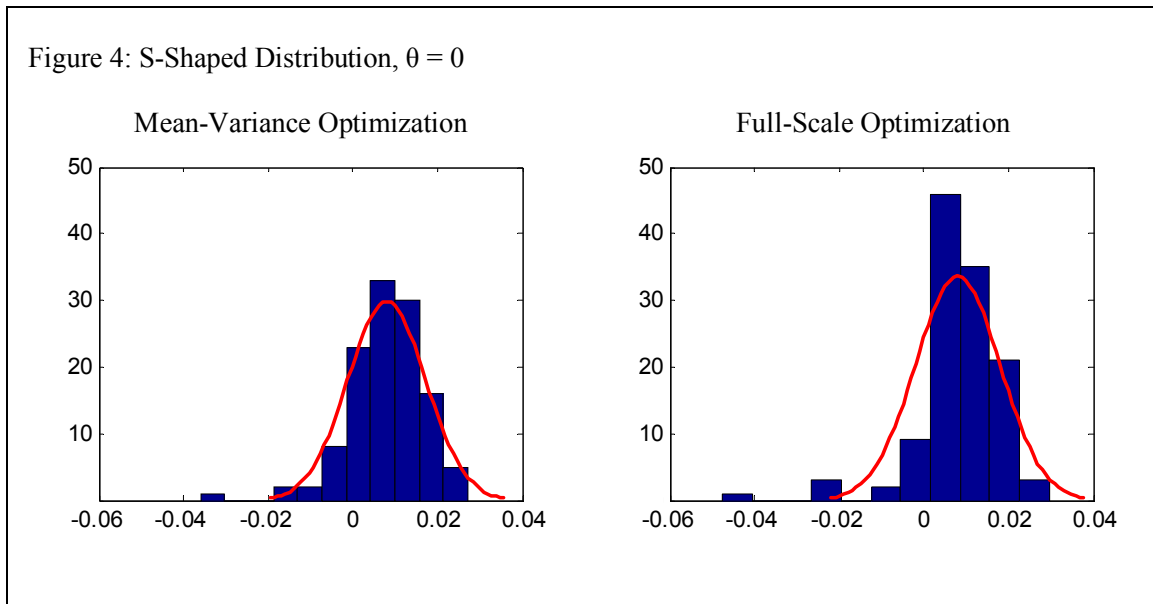 Figure 4: S-Shaped Distribution, θ = 0
Mean-Variance Optimization
50
40
30
20
10
-0.06 -0.04 -0.02 0 0.02 0.04
Full-Scale Optimization
50
40
30
20
10
-0.06 -0.04 -0.02 0 0.02 0.04